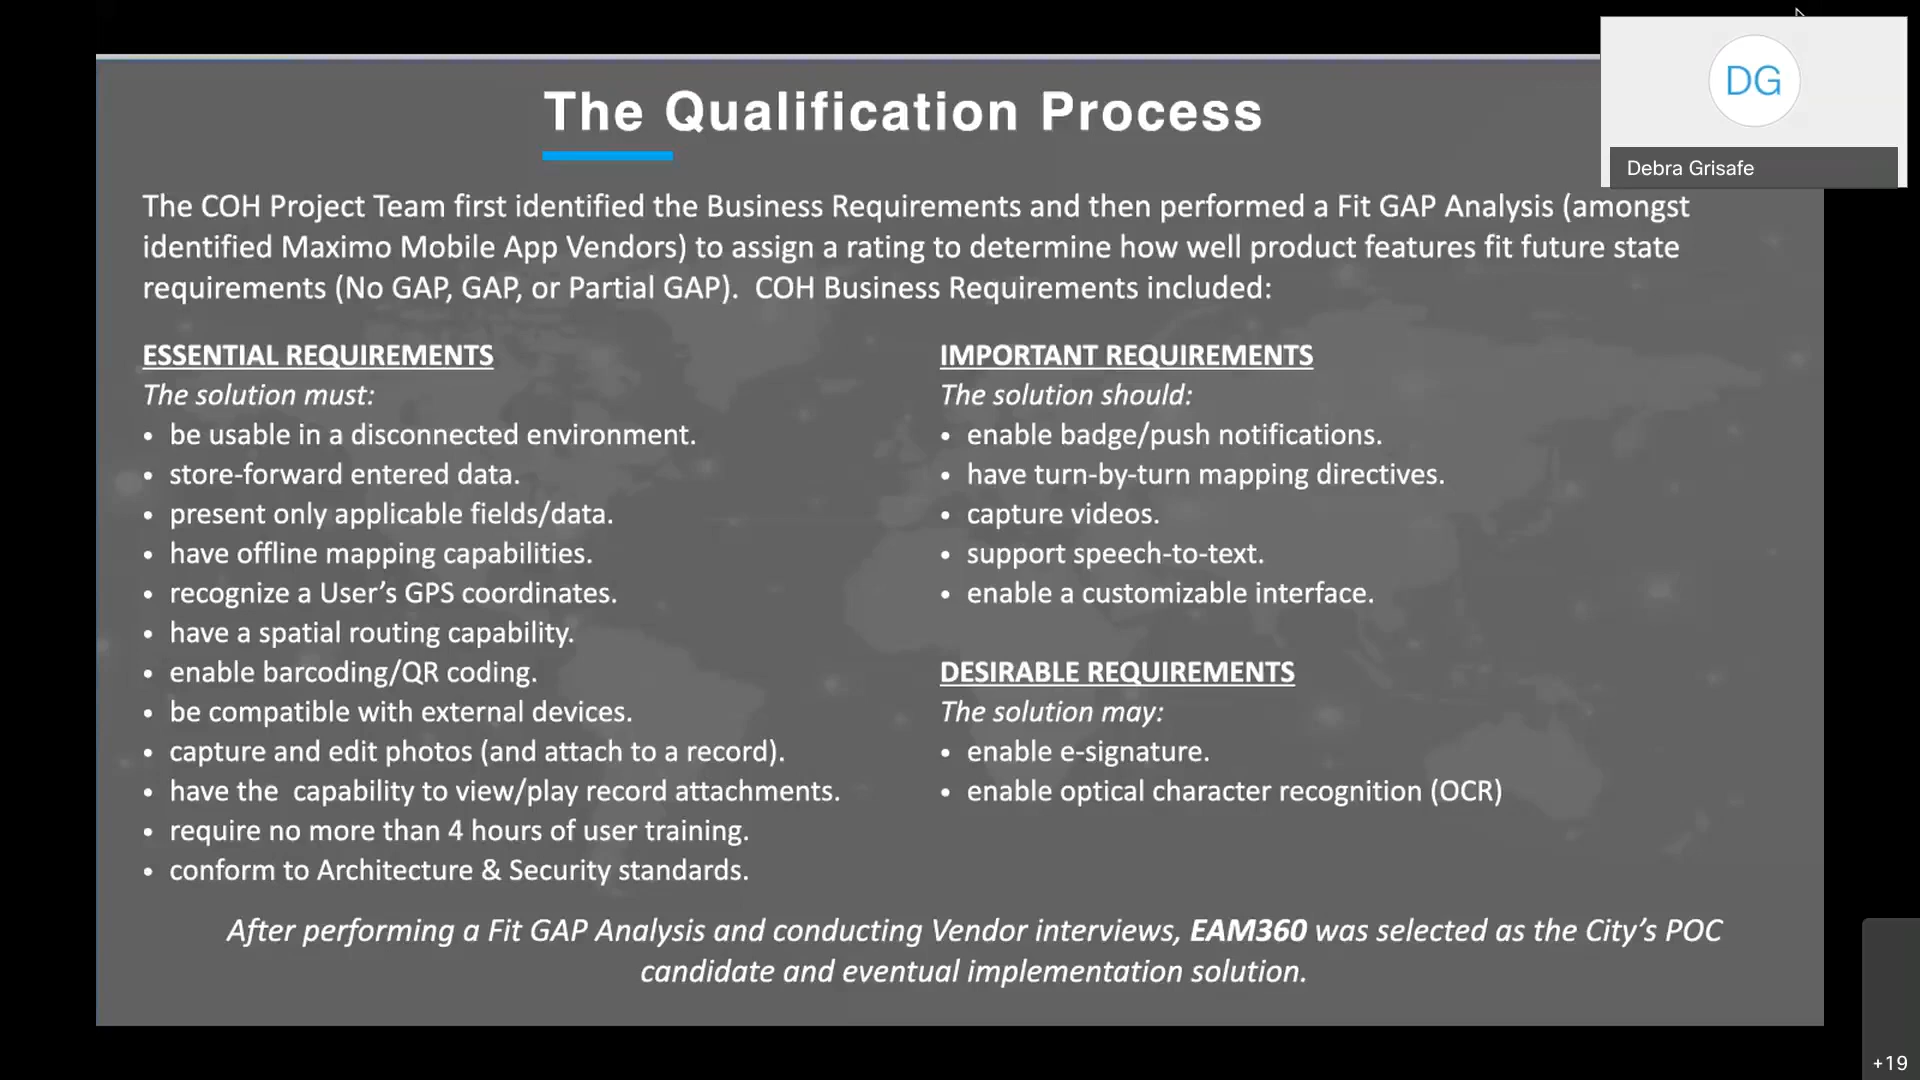 The Qualification Process
DG
Debra Grisafe
The COH Project Team first identified the Business Requirements and then performed a Fit GAP Analysis (amongst
identified Maximo Mobile App Vendors) to assign a rating to determine how well product features fit future state
requirements (No GAP, GAP, or Partial GAP).  COH Business Requirements included:
ESSENTIAL REQUIREMENTS
The solution must:
• be usable in a disconnected environment.
• store-forward entered data.
• present only applicable fields/data.
• have offline mapping capabilities.
• recognize a User’s GPS coordinates.
• have a spatial routing capability.
• enable barcoding/QR coding.
• be compatible with external devices.
• capture and edit photos (and attach to a record).
• have the  capability to view/play record attachments.
• require no more than 4 hours of user training.
• conform to Architecture & Security standards.
IMPORTANT REQUIREMENTS
The solution should:
• enable badge/push notifications.
• have turn-by-turn mapping directives.
• capture videos.
• support speech-to-text.
• enable a customizable interface.
DESIRABLE REQUIREMENTS
The solution may:
• enable e-signature.
• enable optical character recognition (OCR)
After performing a Fit GAP Analysis and conducting Vendor interviews, EAM360 was selected as the City’s POC
candidate and eventual implementation solution.
+19